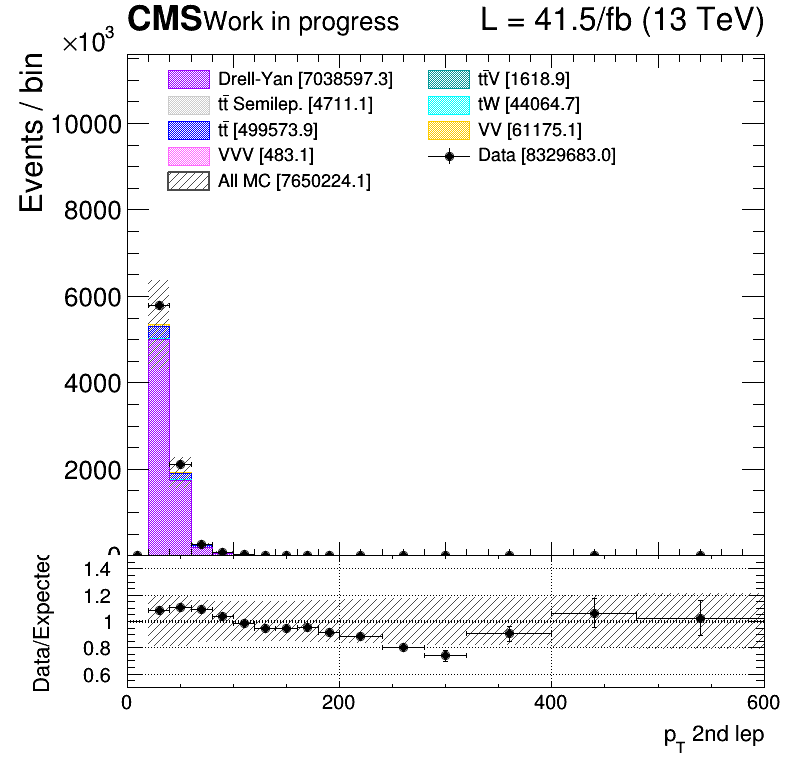 CMS Work in progress L = 41.5/fb (13 TeV)
×10³
Events / bin
Drell-Yan [7038597.3]
tt̄ Semilep. [4711.1]
tt̄ [499573.9]
VVV [483.1]
All MC [7650224.1]
tt̄V [1618.9]
tW [44064.7]
VV [61175.1]
Data [8329683.0]
10000
8000
6000
4000
2000
0
Data/Expected
1.4
1.2
1
0.8
0.6
0 200 400 600
p_T 2nd lep